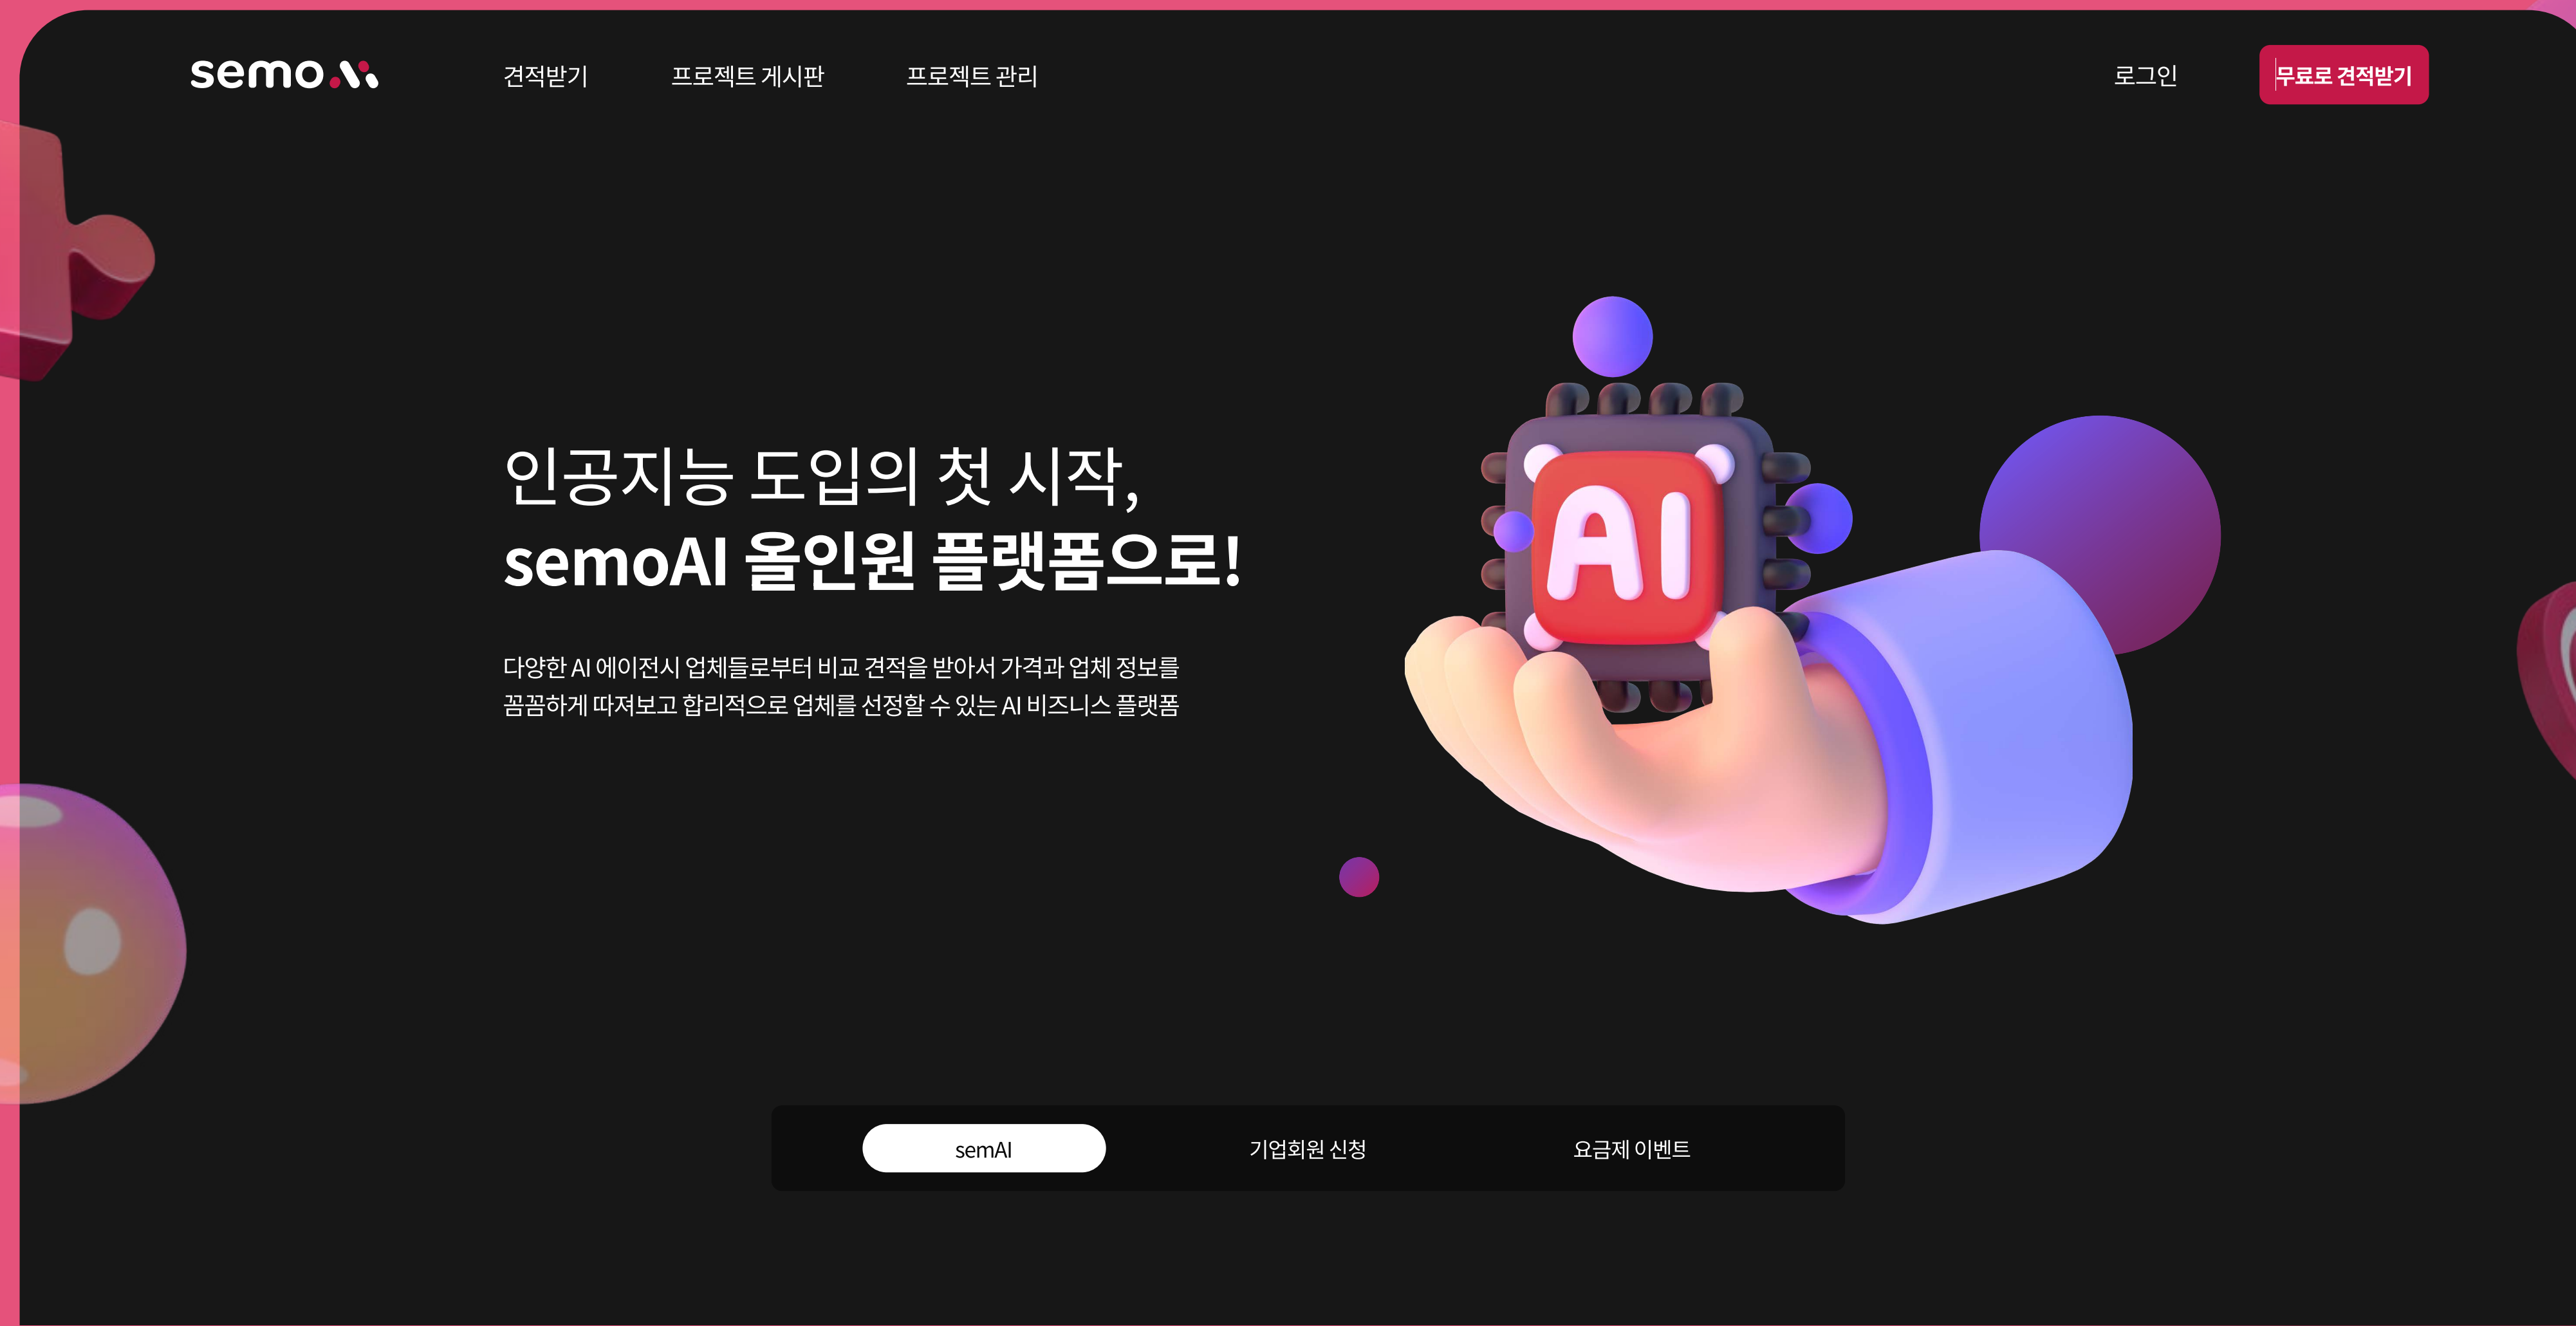 semo
견적받기
프로젝트 게시판
프로젝트 관리
로그인
무료로 견적받기
인공지능 도입의 첫 시작,
semoAI 올인원 플랫폼으로!
다양한 AI 에이전시 업체들로부터 비교 견적을 받아서 가격과 업체 정보를
꼼꼼하게 따져보고 합리적으로 업체를 선정할 수 있는 AI 비즈니스 플랫폼
AI
semAI
기업회원 신청
요금제 이벤트